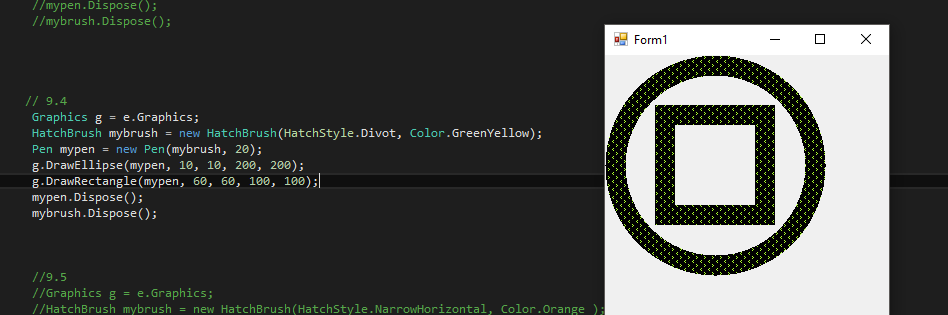 //mypen.Dispose();
//mybrush.Dispose();
// 9.4
Graphics g = e.Graphics;
HatchBrush mybrush = new HatchBrush(HatchStyle.Divot, Color.GreenYellow);
Pen mypen = new Pen(mybrush, 20);
g.DrawEllipse(mypen, 10, 10, 200, 200);
g.DrawRectangle(mypen, 60, 60, 100, 100);
mypen.Dispose();
mybrush.Dispose();
//9.5
//Graphics g = e.Graphics;
//HatchBrush mybrush = new HatchBrush(HatchStyle.NarrowHorizontal, Color.Orange );
Form1